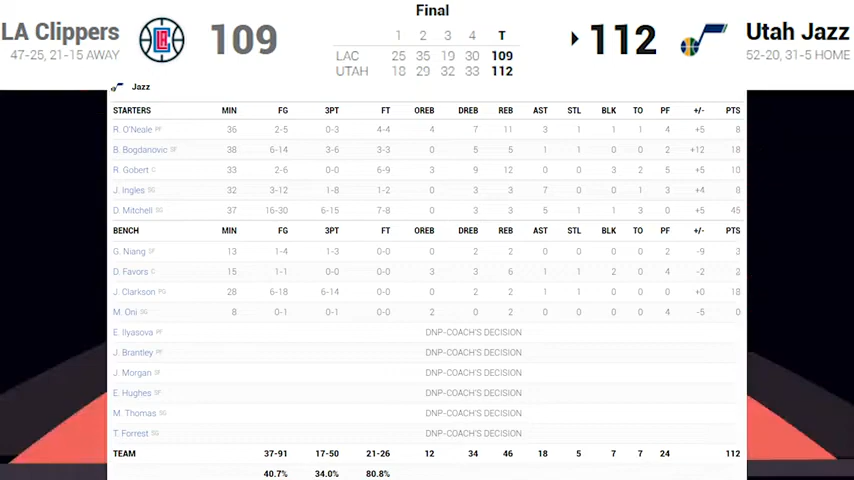 Final
LA Clippers 109 112 Utah Jazz
47-25, 21-15 AWAY 52-20, 31-5 HOME
1 2 3 4 T
LAC 25 35 19 30 109
UTAH 18 29 32 33 112
Jazz
STARTERS MIN FG 3PT FT OREB DREB REB AST STL BLK TO PF +/- PTS
R. O'Neale PF 36 2-5 0-3 4-4 4 7 11 3 1 1 1 4 +5 8
B. Bogdanovic SF 38 6-14 3-6 3-3 0 5 5 1 1 0 0 2 +12 18
R. Gobert C 33 2-6 0-0 6-9 3 9 12 0 0 3 2 5 +5 10
J. Ingles SG 32 3-12 1-8 1-2 0 3 3 7 0 0 1 3 +4 8
D. Mitchell SG 37 16-30 6-15 7-8 0 3 3 5 1 1 3 0 +5 45
BENCH MIN FG 3PT FT OREB DREB REB AST STL BLK TO PF +/- PTS
G. Niang SF 13 1-4 1-3 0-0 0 2 2 0 0 0 0 2 -9 3
D. Favors C 15 1-1 0-0 0-0 3 3 6 1 1 2 0 4 -2 2
J. Clarkson PG 28 6-18 6-14 0-0 0 2 2 1 1 0 0 0 +0 18
M. Oni SG 8 0-1 0-1 0-0 2 0 2 0 0 0 0 4 -5 0
E. Ilyasova PF DNP-COACH'S DECISION
J. Brantley PF DNP-COACH'S DECISION
J. Morgan SF DNP-COACH'S DECISION
E. Hughes SF DNP-COACH'S DECISION
M. Thomas SG DNP-COACH'S DECISION
T. Forrest SG DNP-COACH'S DECISION
TEAM 37-91 17-50 21-26 12 34 46 18 5 7 7 24 112
40.7% 34.0% 80.8%